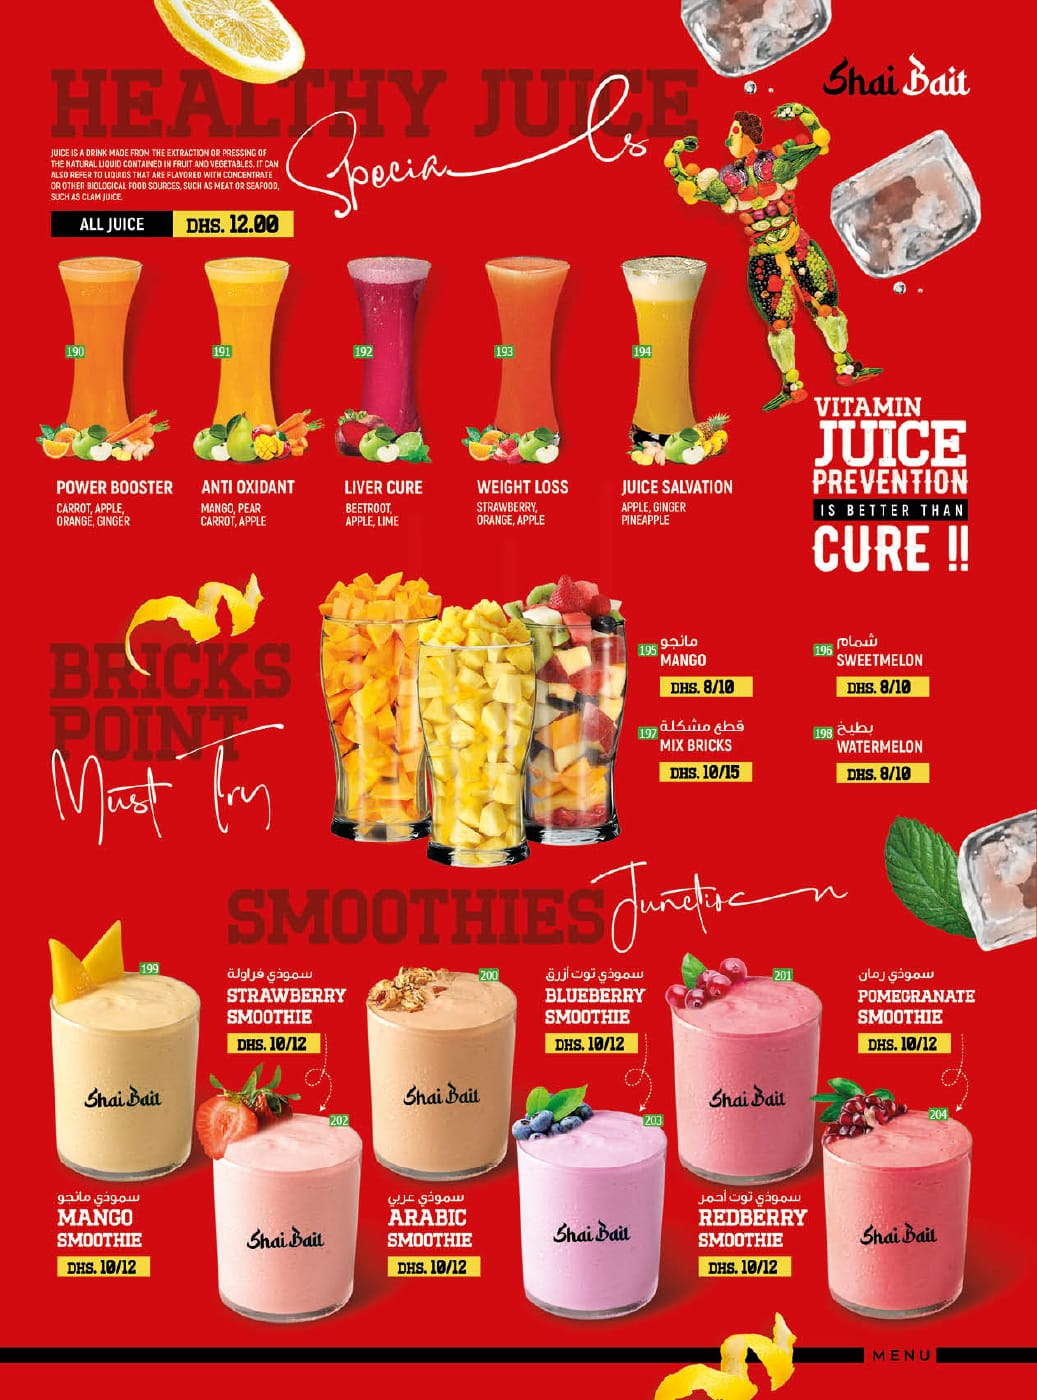 HEALTHY JUICE
Specials
Shai Bait
JUICE IS A DRINK MADE FROM THE EXTRACTION OR PRESSING OF
THE NATURAL LIQUID CONTAINED IN FRUIT AND VEGETABLES. IT CAN
ALSO REFER TO LIQUIDS THAT ARE FLAVORED WITH CONCENTRATE
OR OTHER BIOLOGICAL FOOD SOURCES, SUCH AS MEAT OR SEAFOOD,
SUCH AS CLAM JUICE.
ALL JUICE DHS. 12.00
190
191
192
193
194
POWER BOOSTER
CARROT, APPLE,
ORANGE, GINGER
ANTI OXIDANT
MANGO, PEAR
CARROT, APPLE
LIVER CURE
BEETROOT,
APPLE, LIME
WEIGHT LOSS
STRAWBERRY,
ORANGE, APPLE
JUICE SALVATION
APPLE, GINGER
PINEAPPLE
VITAMIN
JUICE
PREVENTION
IS BETTER THAN
CURE !!
BRICKS
POINT
Must Try
195 مانجو
MANGO
DHS. 8/10
196 شمام
SWEETMELON
DHS. 8/10
197 قطع مشكلة
MIX BRICKS
DHS. 10/15
198 بطيخ
WATERMELON
DHS. 8/10
SMOOTHIES
Junction
199
سموذي فراولة
STRAWBERRY
SMOOTHIE
DHS. 10/12
200
سموذي توت أزرق
BLUEBERRY
SMOOTHIE
DHS. 10/12
201
سموذي رمان
POMEGRANATE
SMOOTHIE
DHS. 10/12
Shai Bait
Shai Bait
Shai Bait
202
203
204
سموذي مانجو
MANGO
SMOOTHIE
DHS. 10/12
Shai Bait
سموذي عربي
ARABIC
SMOOTHIE
DHS. 10/12
Shai Bait
سموذي توت أحمر
REDBERRY
SMOOTHIE
DHS. 10/12
Shai Bait
MENU